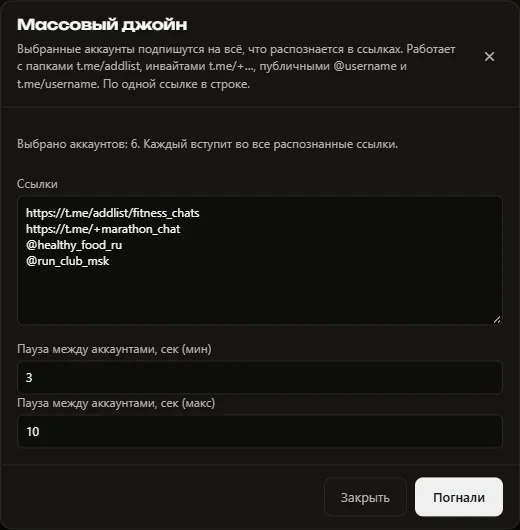 Массовый джойн
Выбранные аккаунты подпишутся на всё, что распознается в ссылках. Работает
с папками t.me/addlist, инвайтами t.me/+..., публичными @username и
t.me/username. По одной ссылке в строке.
Выбрано аккаунтов: 6. Каждый вступит во все распознанные ссылки.
Ссылки
https://t.me/addlist/fitness_chats
https://t.me/+marathon_chat
@healthy_food_ru
@run_club_msk
Пауза между аккаунтами, сек (мин)
3
Пауза между аккаунтами, сек (макс)
10
Закрыть
Погнали